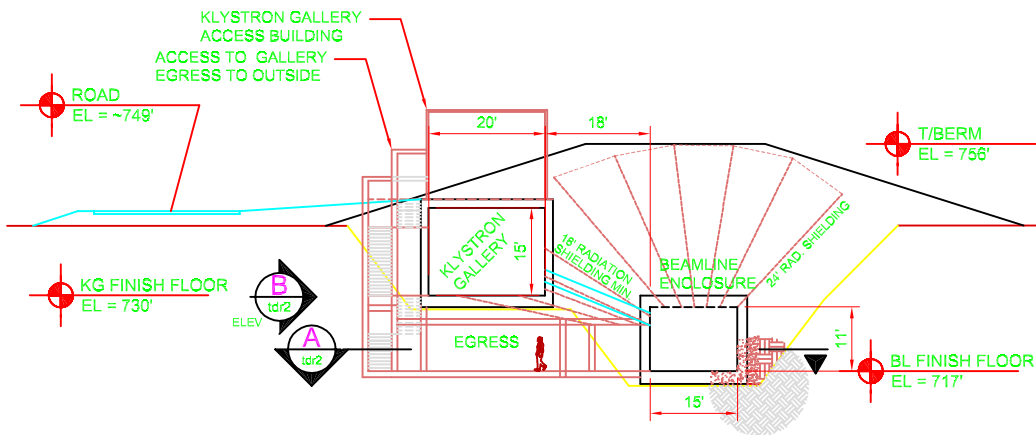 KLYSTRON GALLERY
ACCESS BUILDING
ACCESS TO GALLERY
EGRESS TO OUTSIDE
ROAD
EL = ~749'
20'
18'
T/BERM
EL = 756'
KLYSTRON
GALLERY
15'
18' RADIATION
SHIELDING MIN
BEAMLINE
ENCLOSURE
24' RAD. SHIELDING
KG FINISH FLOOR
EL = 730'
B
tdr2
ELEV
A
tdr2
EGRESS
11'
BL FINISH FLOOR
EL = 717'
15'